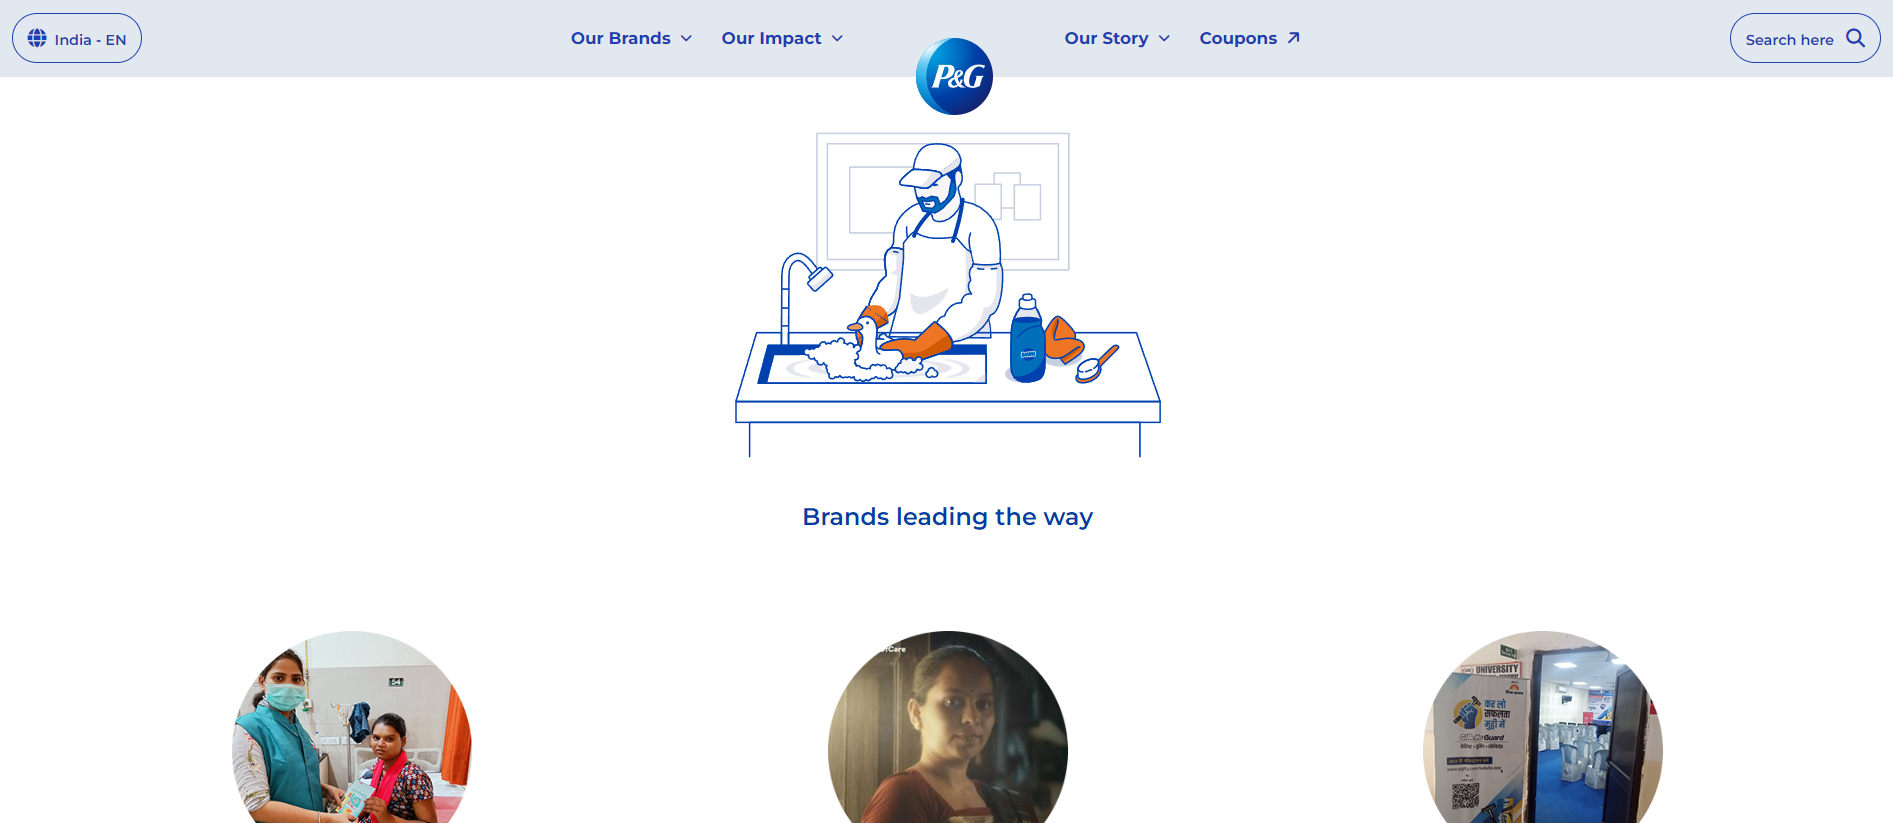 India - EN
Our Brands
Our Impact
P&G
Our Story
Coupons
Search here
Brands leading the way
54
Care
UNIVERSITY
कर लो
सफलता
मुट्ठी में
Gillette Guard